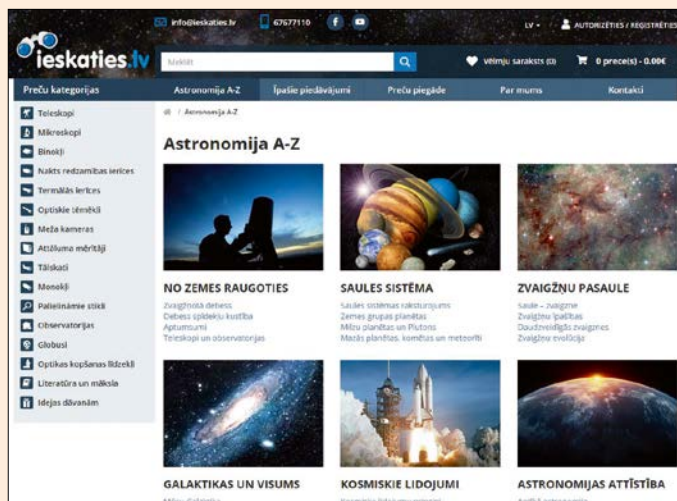 info@ieskaties.lv
67677110
LV
AUTORIZĒTIES / REĢISTRĒTIES
ieskaties.lv
Meklēt
Vēlmju saraksts (0)
0 prece(s) - 0.00€
Preču kategorijas
Astronomija A-Z
Īpašie piedāvājumi
Preču piegāde
Par mums
Kontakti
Teleskopi
Mikroskopi
Binokļi
Nakts redzamības ierīces
Termālās ierīces
Optiskie tēmēkļi
Meža kameras
Attāluma mērītāji
Tālskati
Monokļi
Palielināmie stikli
Observatorijas
Globusi
Optikas kopšanas līdzekļi
Literatūra un māksla
Idejas dāvanām
/ Astronomija A-Z
Astronomija A-Z
NO ZEMES RAUGOTIES
Zvaigžņotā debess
Debess spīdekļu kustība
Aptumsumi
Teleskopi un observatorijas
SAULES SISTĒMA
Saules sistēmas raksturojums
Zemes grupas planētas
Milzu planētas un Plutons
Mazās planētas, komētas un meteorīti
ZVAIGŽŅU PASAULE
Saule - zvaigzne
Zvaigžņu īpašības
Daudzveidīgās zvaigznes
Zvaigžņu evolūcija
GALAKTIKAS UN VISUMS
KOSMISKIE LIDOJUMI
ASTRONOMIJAS ATTĪSTĪBA